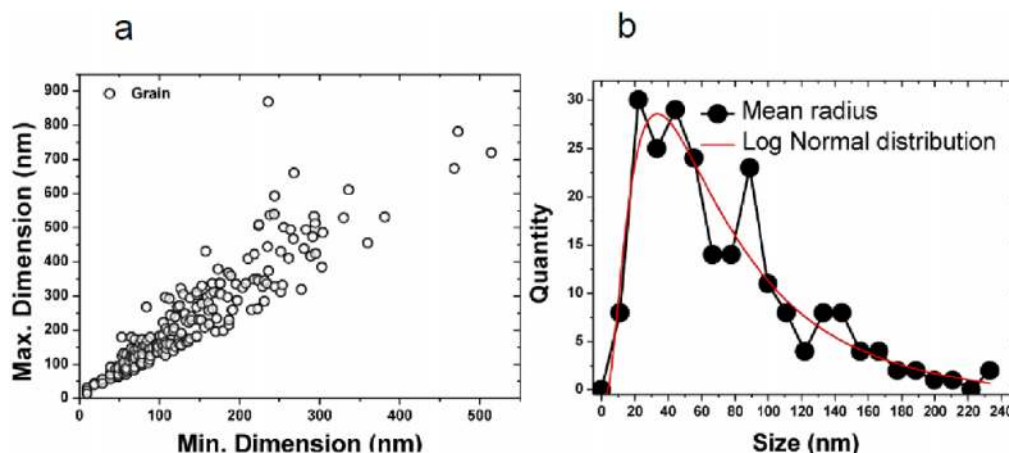 a
b
Grain
Max. Dimension (nm)
900
800
700
600
500
400
300
200
100
0
0 100 200 300 400 500
Min. Dimension (nm)
Mean radius
Log Normal distribution
Quantity
30
25
20
15
10
5
0
0 20 40 60 80 100 120 140 160 180 200 220 240
Size (nm)